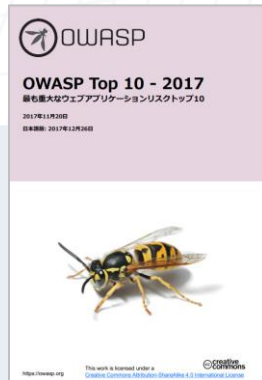 OWASP
OWASP Top 10 - 2017
最も重大なウェブアプリケーションリスクトップ10
2017年11月20日
日本語版: 2017年12月26日
https://owasp.org
This work is licensed under a
Creative Commons Attribution-ShareAlike 4.0 International License
creative
commons